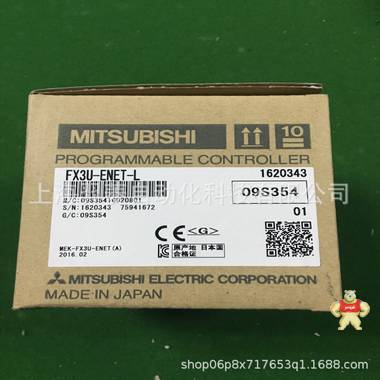 MITSUBISHI
10
PROGRAMMABLE CONTROLLER
FX3U-ENET-L
1620343
09S354
S/N:1620343 75941672
G/C:09S354
01
MEK-FX3U-ENET(A)
2016.02
CE <G>
MITSUBISHI ELECTRIC CORPORATION
MADE IN JAPAN
shop06p8x717653q1.1688.com